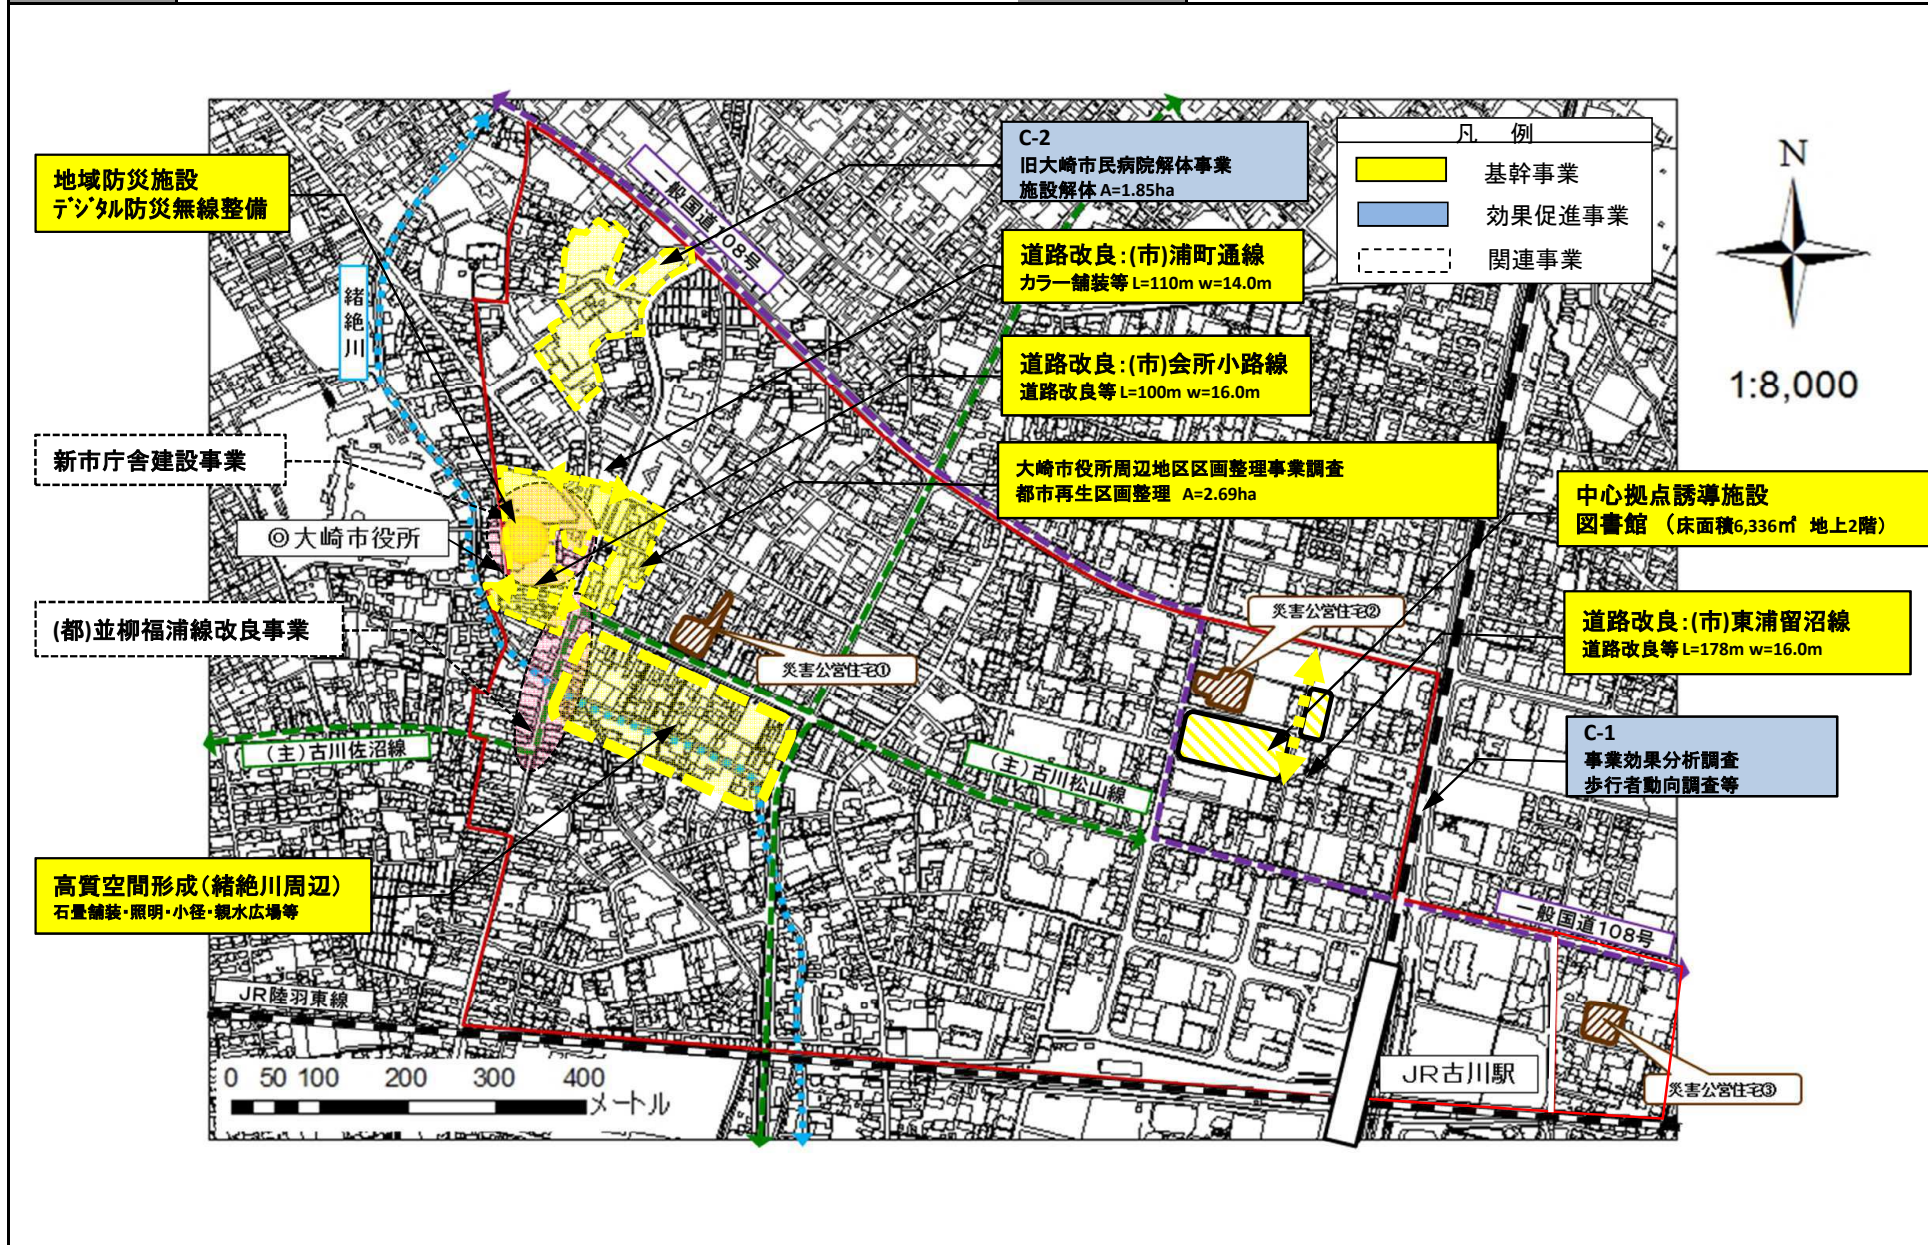 C-2
旧大崎市民病院解体事業
施設解体 A=1.85ha
凡　例
基幹事業
効果促進事業
関連事業
N
1:8,000
地域防災施設
デジタル防災無線整備
一般国道108号
緒絶川
道路改良：(市)浦町通線
カラー舗装等 L=110m w=14.0m
道路改良：(市)会所小路線
道路改良等 L=100m w=16.0m
新市庁舎建設事業
大崎市役所周辺地区区画整理事業調査
都市再生区画整理 A=2.69ha
中心拠点誘導施設
図書館 （床面積6,336㎡ 地上2階）
◎大崎市役所
(都)並柳福浦線改良事業
災害公営住宅②
道路改良：(市)東浦留沼線
道路改良等 L=178m w=16.0m
災害公営住宅①
(主)古川佐沼線
(主)古川松山線
C-1
事業効果分析調査
歩行者動向調査等
高質空間形成（緒絶川周辺）
石畳舗装・照明・小径・親水広場等
一般国道108号
JR陸羽東線
JR古川駅
災害公営住宅③
0 50 100 200 300 400
メートル